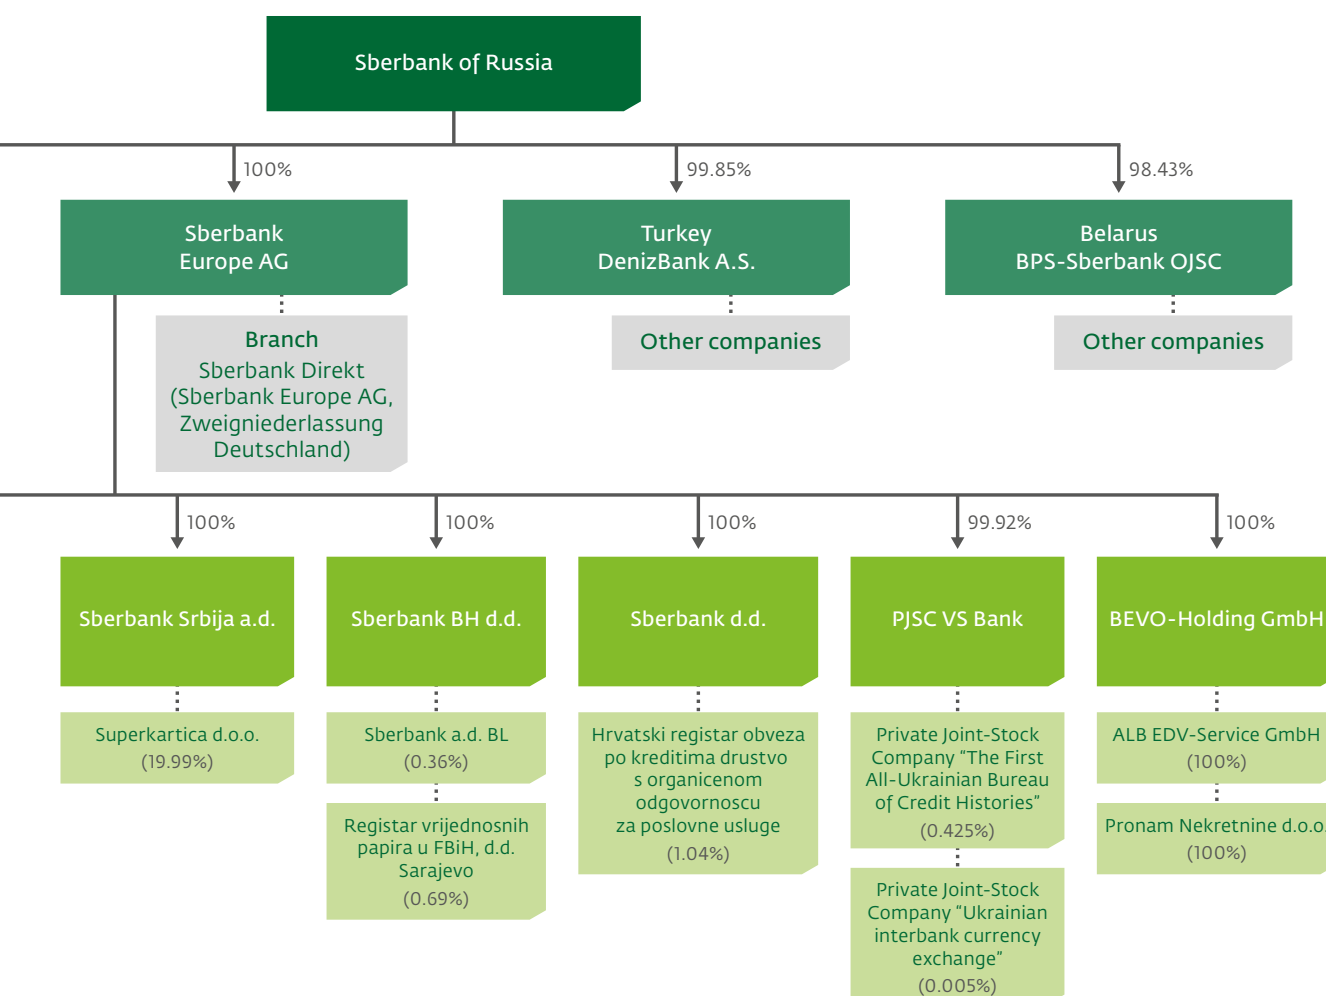 Sberbank of Russia
100%
99.85%
98.43%
Sberbank
Europe AG
Turkey
DenizBank A.S.
Belarus
BPS-Sberbank OJSC
Branch
Sberbank Direkt
(Sberbank Europe AG,
Zweigniederlassung
Deutschland)
Other companies
Other companies
100%
100%
100%
99.92%
100%
Sberbank Srbija a.d.
Sberbank BH d.d.
Sberbank d.d.
PJSC VS Bank
BEVO-Holding GmbH
Superkartica d.o.o.
(19.99%)
Sberbank a.d. BL
(0.36%)
Registar vrijednosnih
papira u FBiH, d.d.
Sarajevo
(0.69%)
Hrvatski registar obveza
po kreditima drustvo
s organicenom
odgovornoscu
za poslovne usluge
(1.04%)
Private Joint-Stock
Company “The First
All-Ukrainian Bureau
of Credit Histories”
(0.425%)
Private Joint-Stock
Company “Ukrainian
interbank currency
exchange”
(0.005%)
ALB EDV-Service GmbH
(100%)
Pronam Nekretnine d.o.o.
(100%)